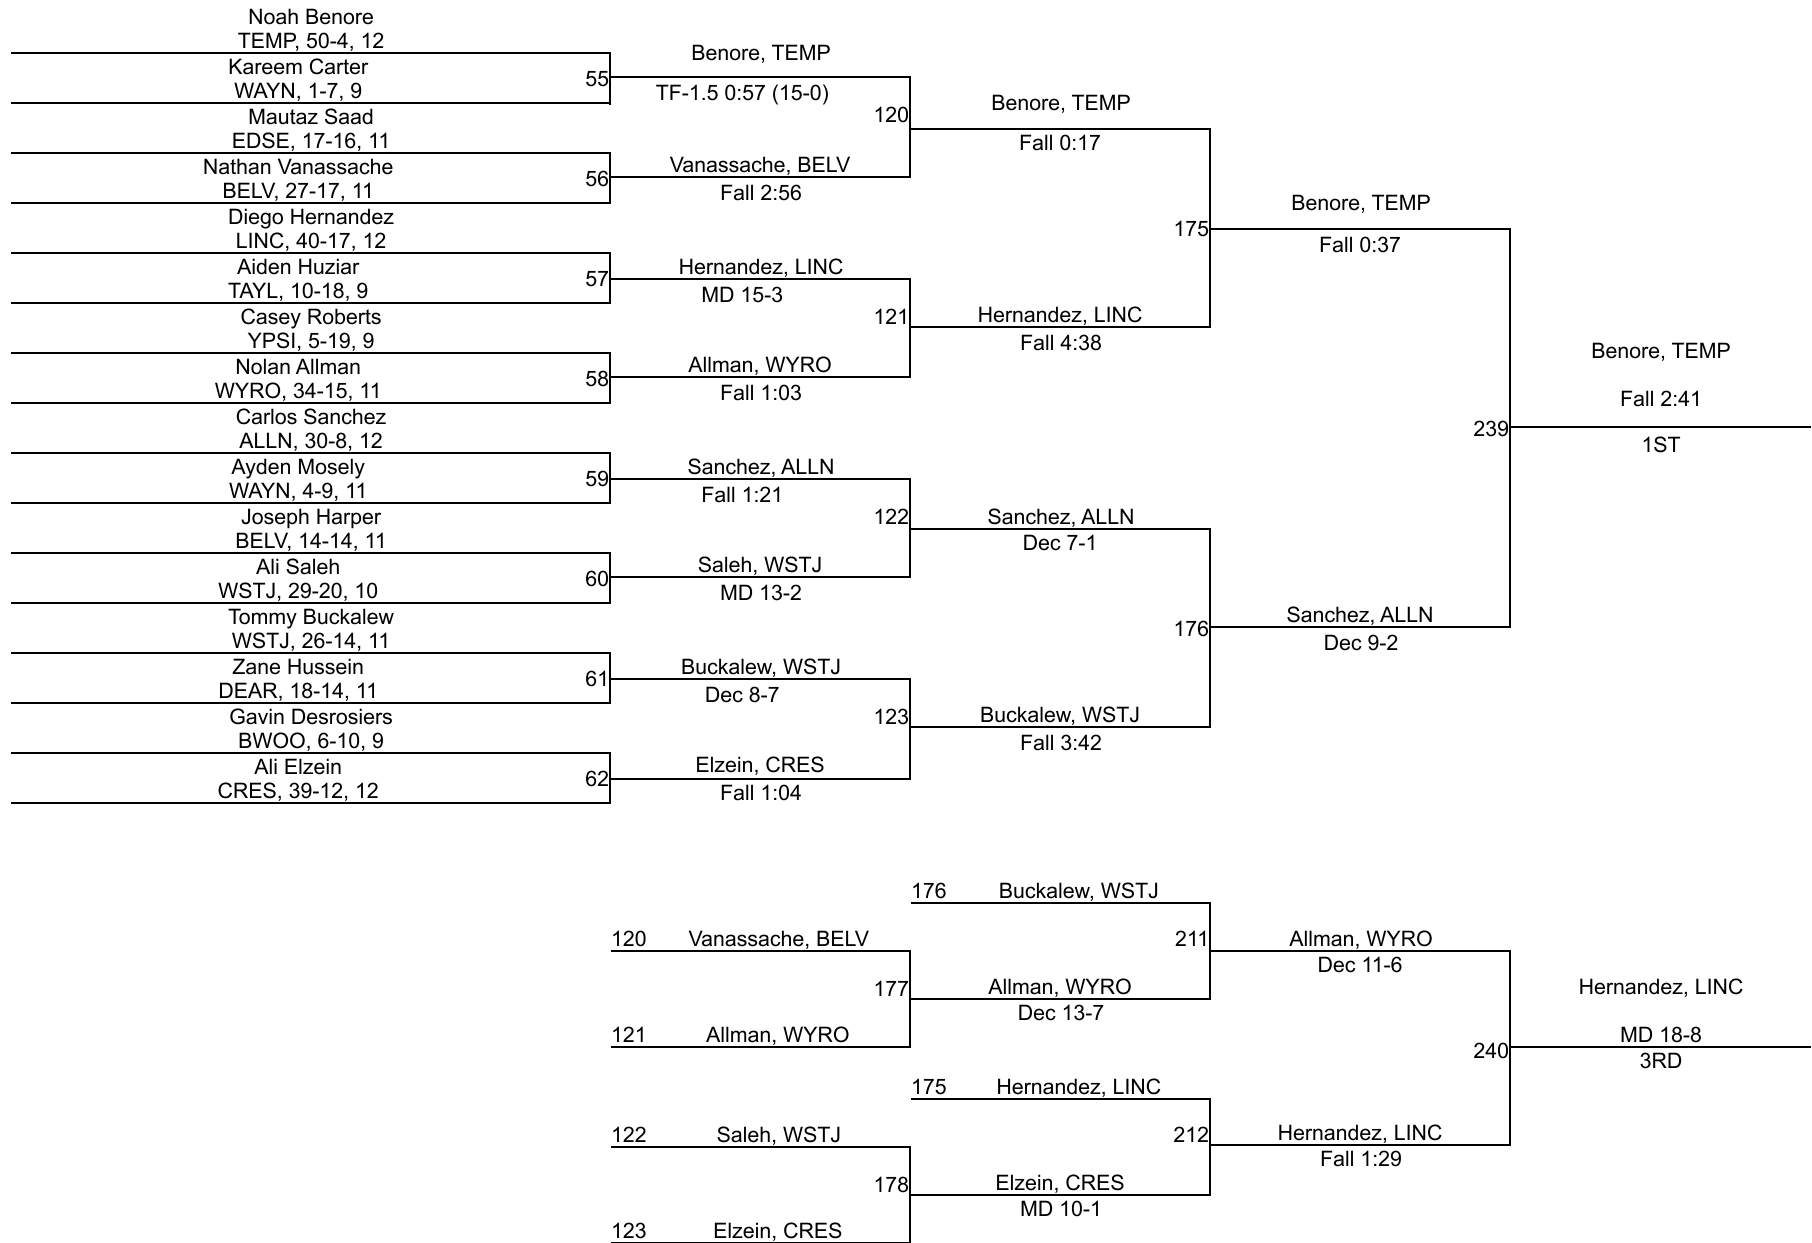 Noah Benore
TEMP, 50-4, 12
Kareem Carter
WAYN, 1-7, 9
Mautaz Saad
EDSE, 17-16, 11
Nathan Vanassache
BELV, 27-17, 11
Diego Hernandez
LINC, 40-17, 12
Aiden Huziar
TAYL, 10-18, 9
Casey Roberts
YPSI, 5-19, 9
Nolan Allman
WYRO, 34-15, 11
Carlos Sanchez
ALLN, 30-8, 12
Ayden Mosely
WAYN, 4-9, 11
Joseph Harper
BELV, 14-14, 11
Ali Saleh
WSTJ, 29-20, 10
Tommy Buckalew
WSTJ, 26-14, 11
Zane Hussein
DEAR, 18-14, 11
Gavin Desrosiers
BWOO, 6-10, 9
Ali Elzein
CRES, 39-12, 12
55
Benore, TEMP
TF-1.5 0:57 (15-0)
56
Vanassache, BELV
Fall 2:56
57
Hernandez, LINC
MD 15-3
58
Allman, WYRO
Fall 1:03
59
Sanchez, ALLN
Fall 1:21
60
Saleh, WSTJ
MD 13-2
61
Buckalew, WSTJ
Dec 8-7
62
Elzein, CRES
Fall 1:04
120
Benore, TEMP
Fall 0:17
121
Hernandez, LINC
Fall 4:38
122
Sanchez, ALLN
Dec 7-1
123
Buckalew, WSTJ
Fall 3:42
175
Benore, TEMP
Fall 0:37
176
Sanchez, ALLN
Dec 9-2
239
Benore, TEMP
Fall 2:41
1ST
120 Vanassache, BELV
121 Allman, WYRO
122 Saleh, WSTJ
123 Elzein, CRES
176 Buckalew, WSTJ
177
Allman, WYRO
Dec 13-7
175 Hernandez, LINC
178
Elzein, CRES
MD 10-1
211
Allman, WYRO
Dec 11-6
212
Hernandez, LINC
Fall 1:29
240
Hernandez, LINC
MD 18-8
3RD